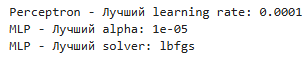 Perceptron - Лучший learning rate: 0.0001
MLP - Лучший alpha: 1e-05
MLP - Лучший solver: lbfgs